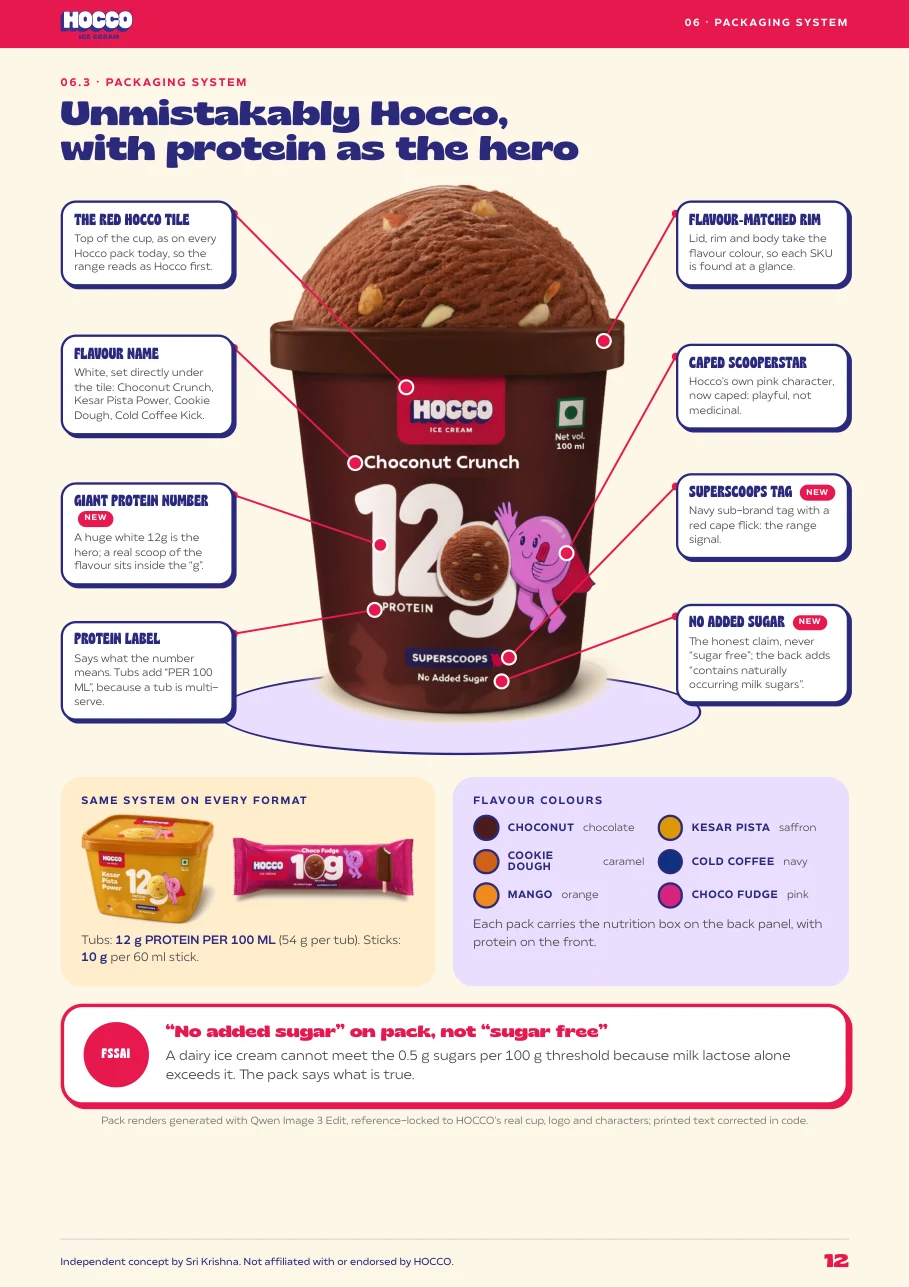 HOCCO
ICE CREAM
06 · PACKAGING SYSTEM
06.3 · PACKAGING SYSTEM
Unmistakably Hocco,
with protein as the hero
THE RED HOCCO TILE
Top of the cup, as on every
Hocco pack today, so the
range reads as Hocco first.
FLAVOUR NAME
White, set directly under
the tile: Choconut Crunch,
Kesar Pista Power, Cookie
Dough, Cold Coffee Kick.
GIANT PROTEIN NUMBER
NEW
A huge white 12g is the
hero; a real scoop of the
flavour sits inside the “g”.
PROTEIN LABEL
Says what the number
means. Tubs add “PER 100
ML”, because a tub is multi-
serve.
HOCCO
ICE CREAM
Net vol.
100 ml
Choconut Crunch
12g
PROTEIN
SUPERSCOOPS
No Added Sugar
FLAVOUR-MATCHED RIM
Lid, rim and body take the
flavour colour, so each SKU
is found at a glance.
CAPED SCOOPERSTAR
Hocco’s own pink character,
now caped: playful, not
medicinal.
SUPERSCOOPS TAG NEW
Navy sub-brand tag with a
red cape flick: the range
signal.
NO ADDED SUGAR NEW
The honest claim, never
“sugar free”; the back adds
“contains naturally
occurring milk sugars”.
SAME SYSTEM ON EVERY FORMAT
HOCCO
Kesar
Pista
Power
12g
Choco Fudge
HOCCO
10g
Tubs: 12 g PROTEIN PER 100 ML (54 g per tub). Sticks:
10 g per 60 ml stick.
FLAVOUR COLOURS
CHOCONUT chocolate
KESAR PISTA saffron
COOKIE
DOUGH caramel
COLD COFFEE navy
MANGO orange
CHOCO FUDGE pink
Each pack carries the nutrition box on the back panel, with
protein on the front.
FSSAI
“No added sugar” on pack, not “sugar free”
A dairy ice cream cannot meet the 0.5 g sugars per 100 g threshold because milk lactose alone
exceeds it. The pack says what is true.
Pack renders generated with Qwen Image 3 Edit, reference-locked to HOCCO’s real cup, logo and characters; printed text corrected in code.
Independent concept by Sri Krishna. Not affiliated with or endorsed by HOCCO.
12